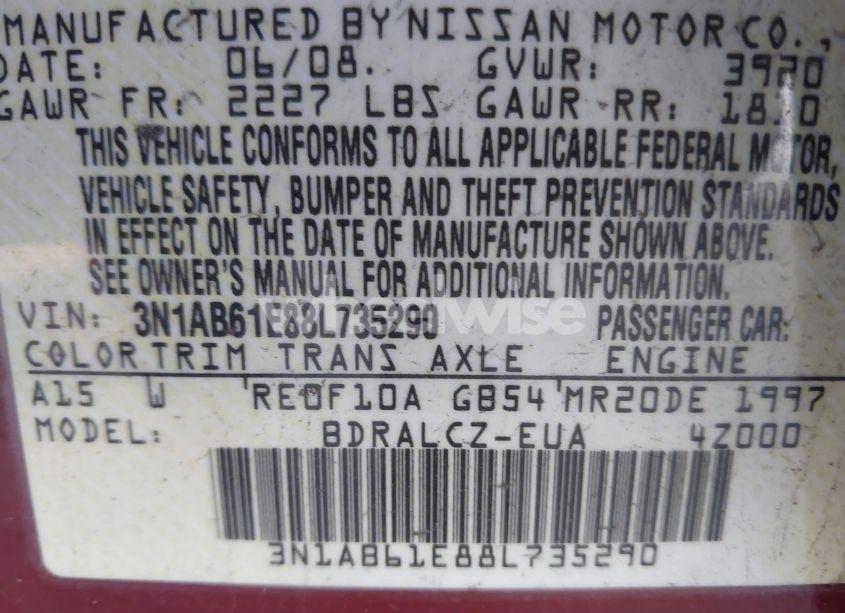 MANUFACTURED BY NISSAN MOTOR CO.,
DATE: 06/08. GVWR: 3920
GAWR FR: 2227 LBS GAWR RR: 1810
THIS VEHICLE CONFORMS TO ALL APPLICABLE FEDERAL MOTOR,
VEHICLE SAFETY, BUMPER AND THEFT PREVENTION STANDARDS
IN EFFECT ON THE DATE OF MANUFACTURE SHOWN ABOVE.
SEE OWNER'S MANUAL FOR ADDITIONAL INFORMATION.
VIN: 3N1AB61E88L735290 PASSENGER CAR:
COLOR TRIM TRANS AXLE ENGINE
A15 W 'RE0F10A GB54 'MR20DE 1997
MODEL: BDRALCZ-EUA 4Z000
3N1AB61E88L735290